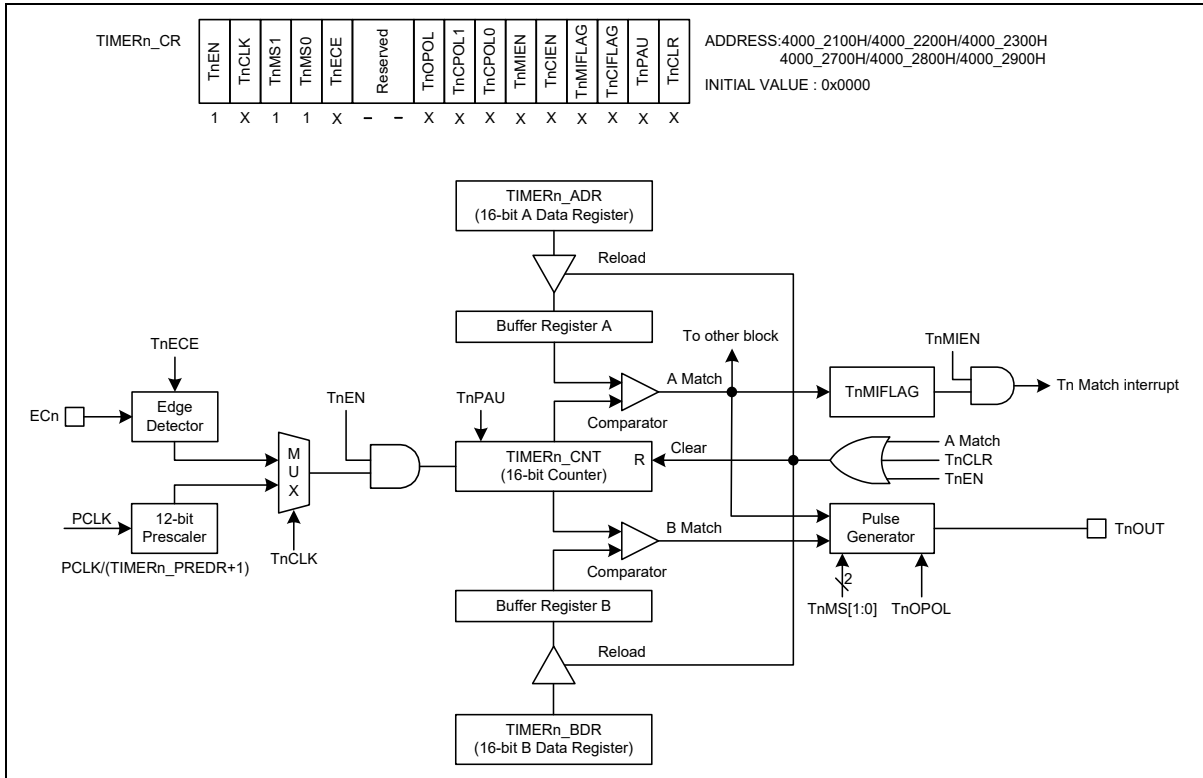 TIMERn_CR
TnEN
TnCLK
TnMS1
TnMS0
TnECE
Reserved
TnOPOL
TnCPOL1
TnCPOL0
TnMIEN
TnCIEN
TnMIFLAG
TnCIFLAG
TnPAU
TnCLR
ADDRESS:4000_2100H/4000_2200H/4000_2300H
4000_2700H/4000_2800H/4000_2900H
INITIAL VALUE : 0x0000
1 X 1 1 X – – X X X X X X X X X
TIMERn_ADR
(16-bit A Data Register)
Reload
Buffer Register A
To other block
TnECE
TnMIEN
A Match
TnMIFLAG
Tn Match interrupt
ECn
Edge
Detector
TnEN
TnPAU
Comparator
MUX
TIMERn_CNT
(16-bit Counter)
R
Clear
A Match
TnCLR
TnEN
PCLK
12-bit
Prescaler
TnCLK
PCLK/(TIMERn_PREDR+1)
B Match
Comparator
Pulse
Generator
TnOUT
2
TnMS[1:0]
TnOPOL
Buffer Register B
Reload
TIMERn_BDR
(16-bit B Data Register)